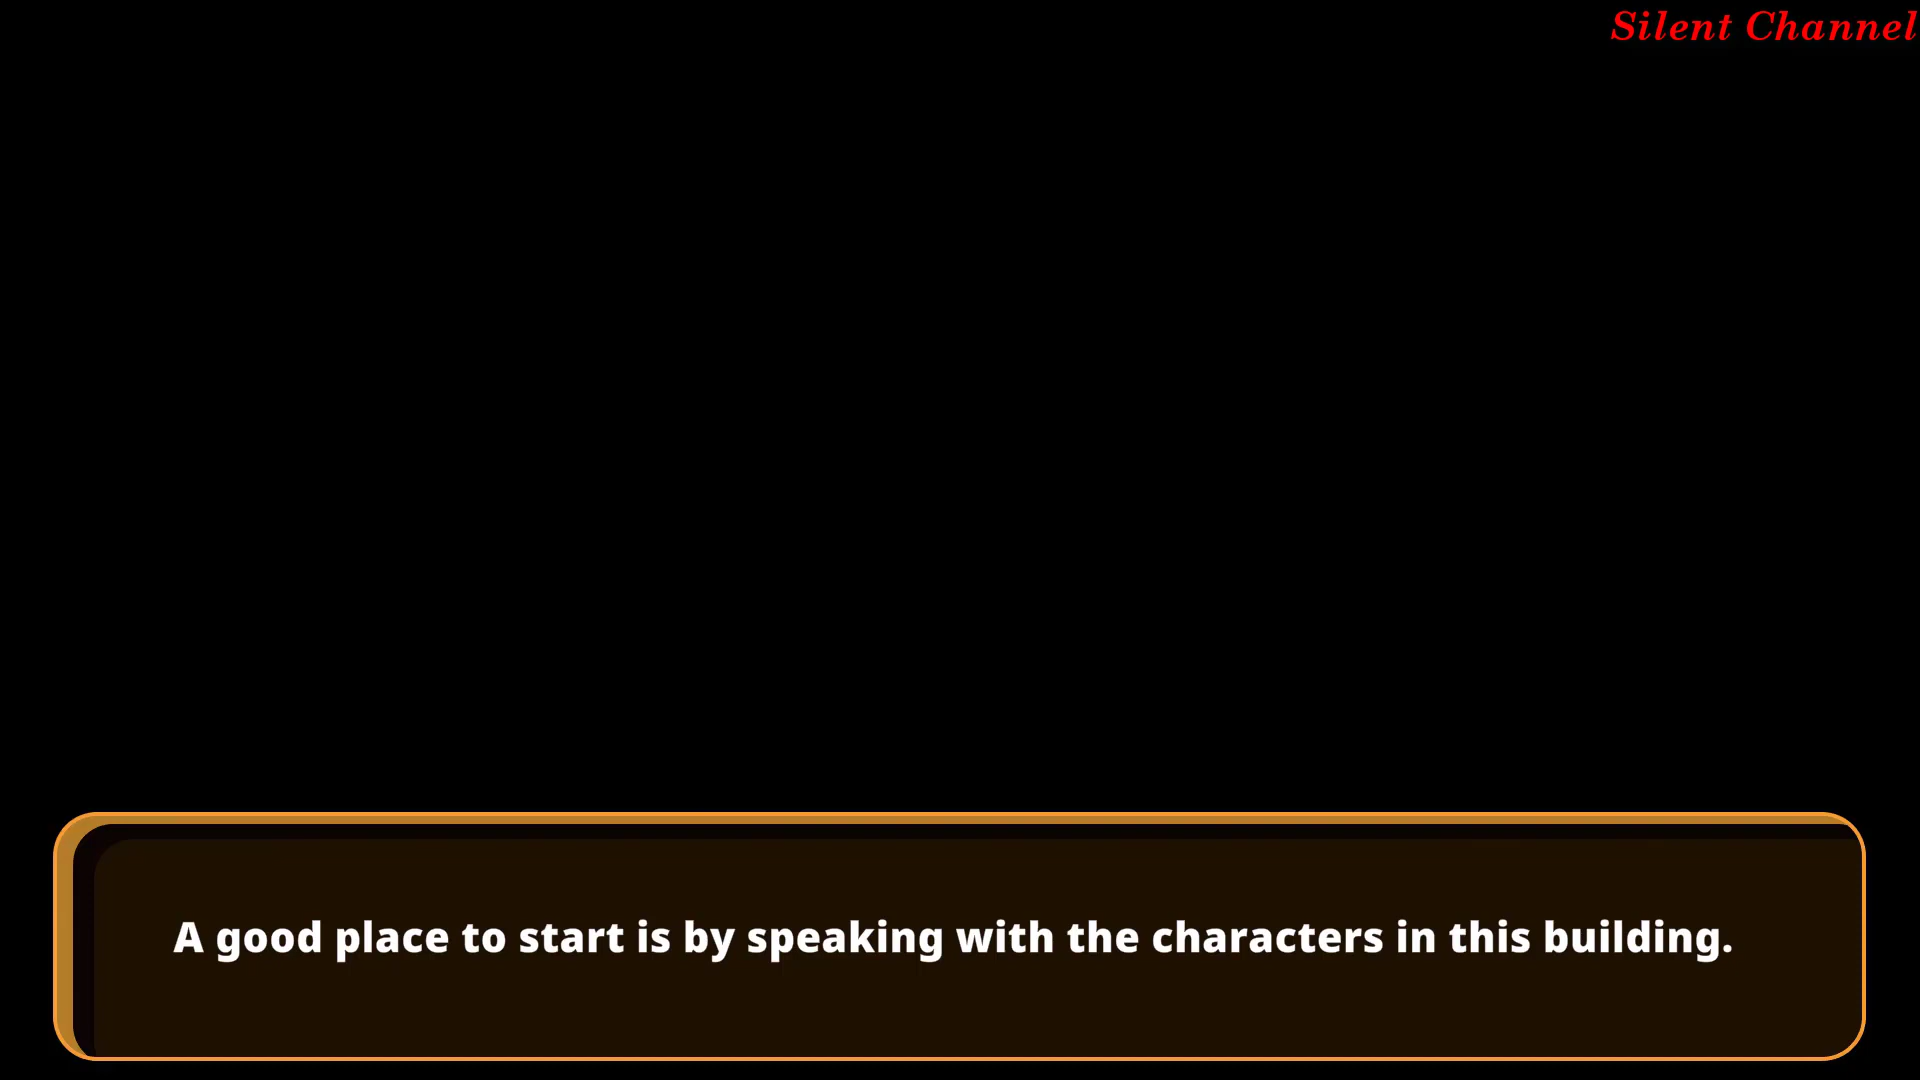 Silent Channel
A good place to start is by speaking with the characters in this building.